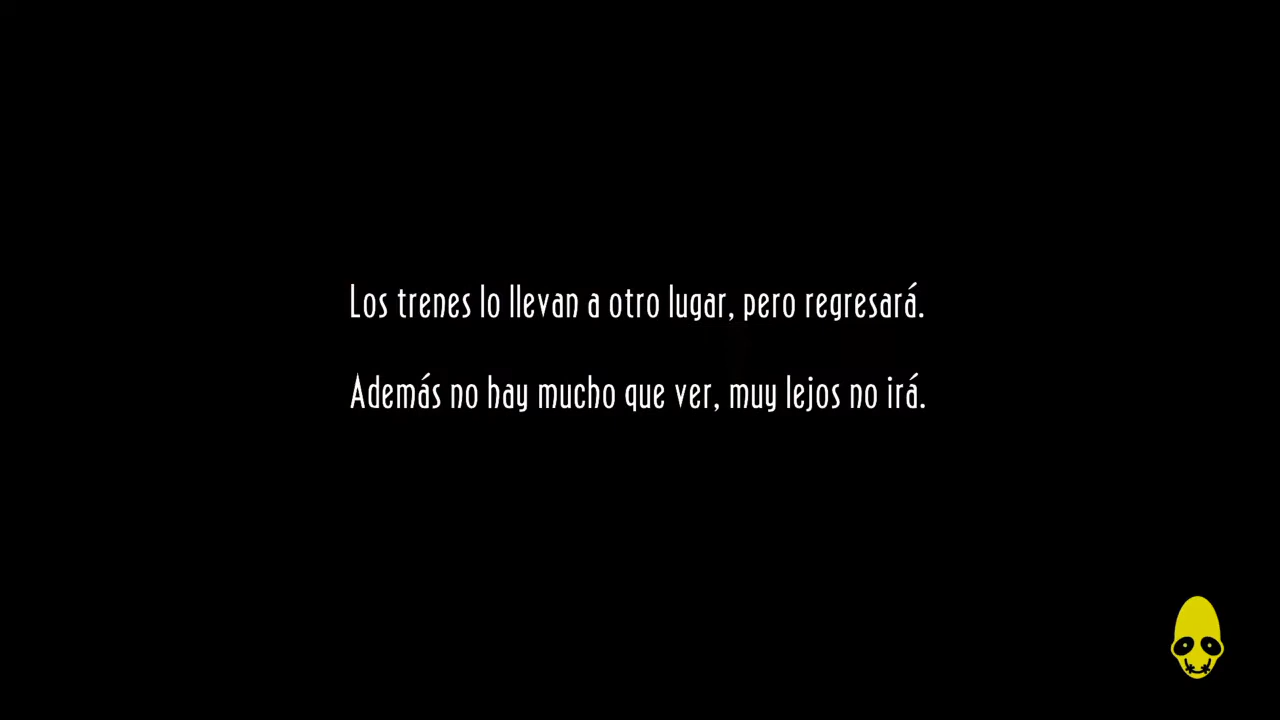 Los trenes lo llevan a otro lugar, pero regresará.
Además no hay mucho que ver, muy lejos no irá.